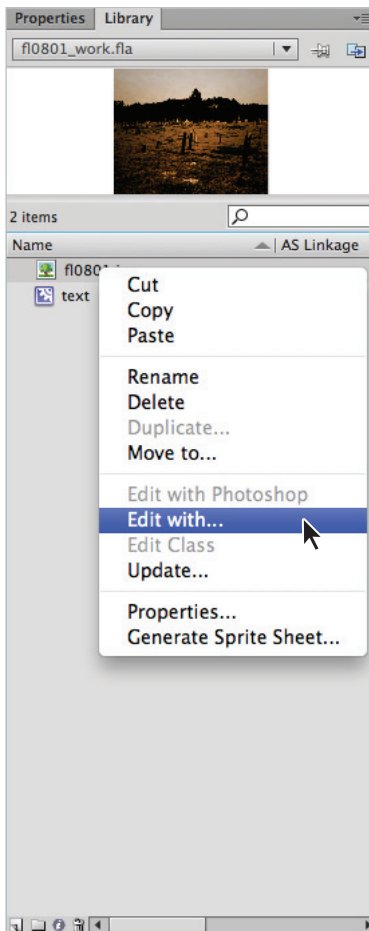 Properties Library
fl0801_work.fla
2 items
Name AS Linkage
text
Cut
Copy
Paste
Rename
Delete
Duplicate...
Move to...
Edit with Photoshop
Edit with...
Edit Class
Update...
Properties...
Generate Sprite Sheet...